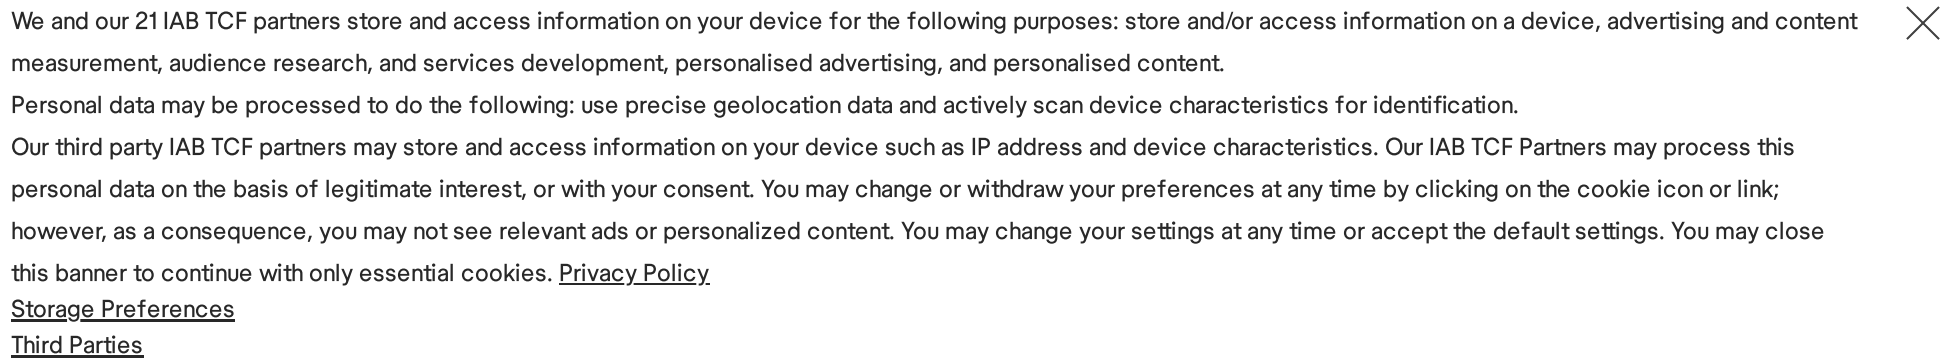 We and our 21 IAB TCF partners store and access information on your device for the following purposes: store and/or access information on a device, advertising and content
measurement, audience research, and services development, personalised advertising, and personalised content.
Personal data may be processed to do the following: use precise geolocation data and actively scan device characteristics for identification.
Our third party IAB TCF partners may store and access information on your device such as IP address and device characteristics. Our IAB TCF Partners may process this
personal data on the basis of legitimate interest, or with your consent. You may change or withdraw your preferences at any time by clicking on the cookie icon or link;
however, as a consequence, you may not see relevant ads or personalized content. You may change your settings at any time or accept the default settings. You may close
this banner to continue with only essential cookies. Privacy Policy
Storage Preferences
Third Parties